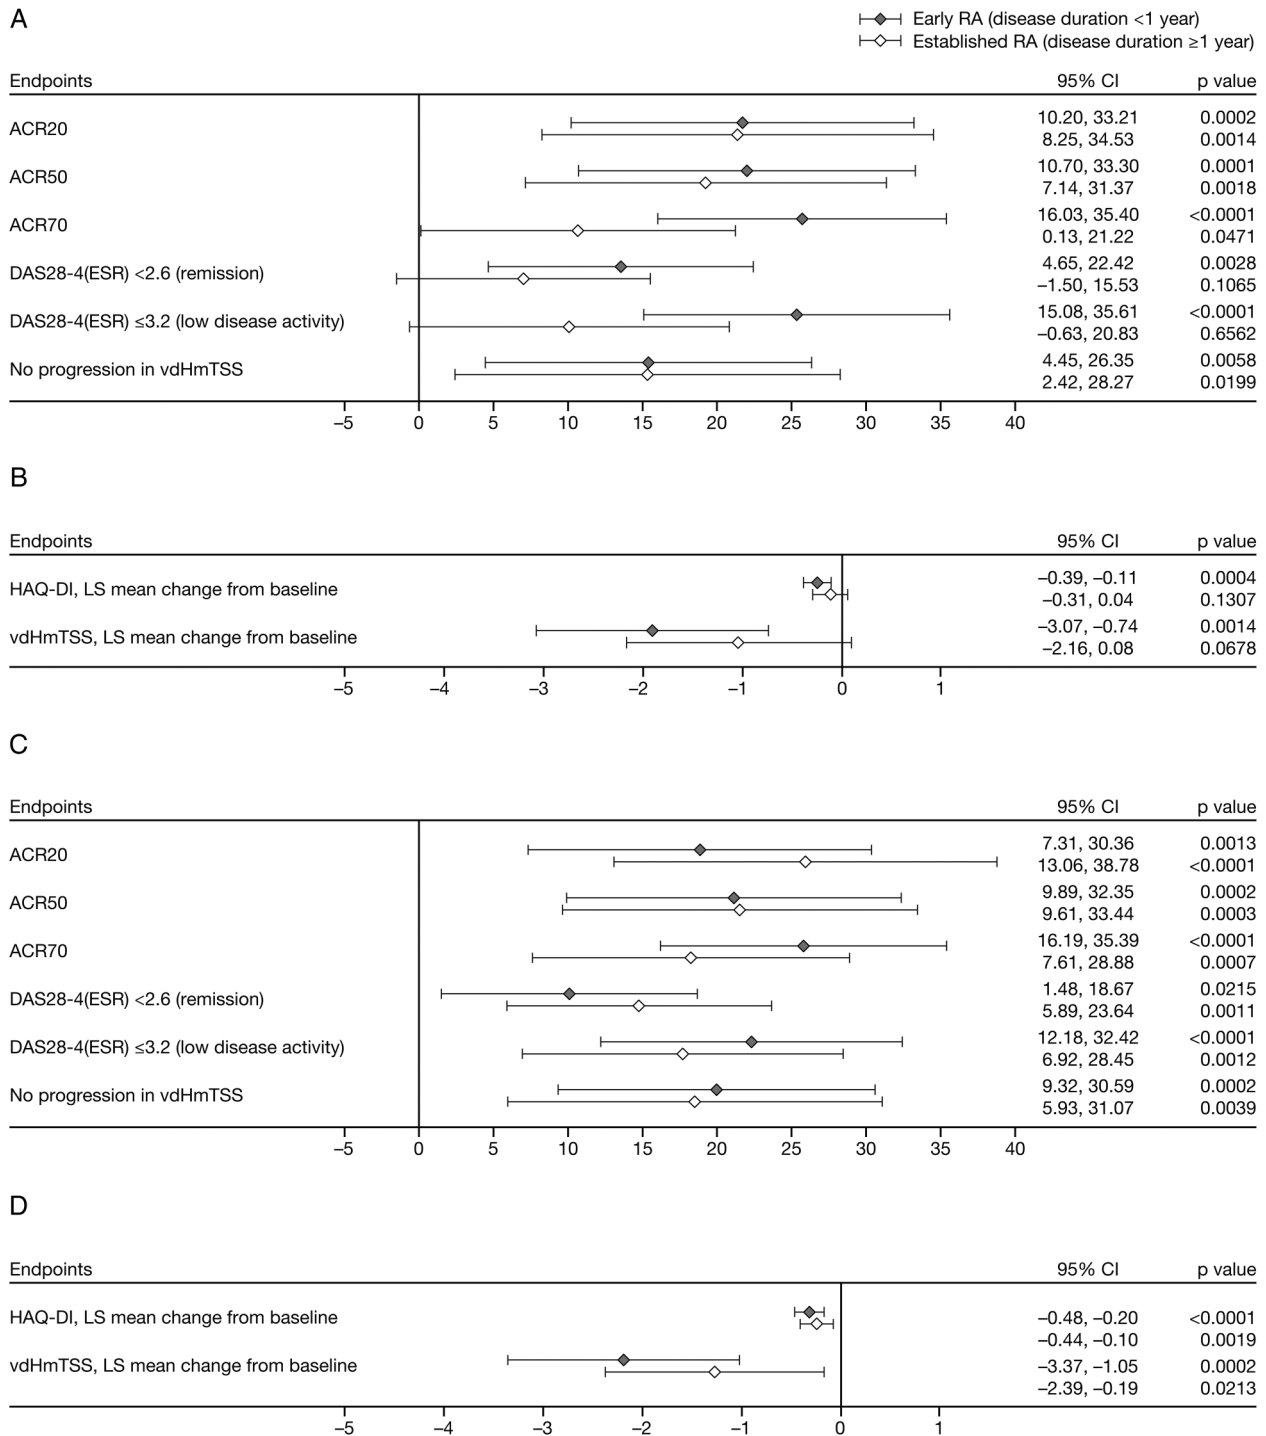 A
Early RA (disease duration <1 year)
Established RA (disease duration ≥1 year)
Endpoints 95% CI p value
ACR20 10.20, 33.21 0.0002
8.25, 34.53 0.0014
ACR50 10.70, 33.30 0.0001
7.14, 31.37 0.0018
ACR70 16.03, 35.40 <0.0001
0.13, 21.22 0.0471
DAS28-4(ESR) <2.6 (remission) 4.65, 22.42 0.0028
–1.50, 15.53 0.1065
DAS28-4(ESR) ≤3.2 (low disease activity) 15.08, 35.61 <0.0001
–0.63, 20.83 0.6562
No progression in vdHmTSS 4.45, 26.35 0.0058
2.42, 28.27 0.0199
–5 0 5 10 15 20 25 30 35 40
B
Endpoints 95% CI p value
HAQ-DI, LS mean change from baseline –0.39, –0.11 0.0004
–0.31, 0.04 0.1307
vdHmTSS, LS mean change from baseline –3.07, –0.74 0.0014
–2.16, 0.08 0.0678
–5 –4 –3 –2 –1 0 1
C
Endpoints 95% CI p value
ACR20 7.31, 30.36 0.0013
13.06, 38.78 <0.0001
ACR50 9.89, 32.35 0.0002
9.61, 33.44 0.0003
ACR70 16.19, 35.39 <0.0001
7.61, 28.88 0.0007
DAS28-4(ESR) <2.6 (remission) 1.48, 18.67 0.0215
5.89, 23.64 0.0011
DAS28-4(ESR) ≤3.2 (low disease activity) 12.18, 32.42 <0.0001
6.92, 28.45 0.0012
No progression in vdHmTSS 9.32, 30.59 0.0002
5.93, 31.07 0.0039
–5 0 5 10 15 20 25 30 35 40
D
Endpoints 95% CI p value
HAQ-DI, LS mean change from baseline –0.48, –0.20 <0.0001
–0.44, –0.10 0.0019
vdHmTSS, LS mean change from baseline –3.37, –1.05 0.0002
–2.39, –0.19 0.0213
–5 –4 –3 –2 –1 0 1